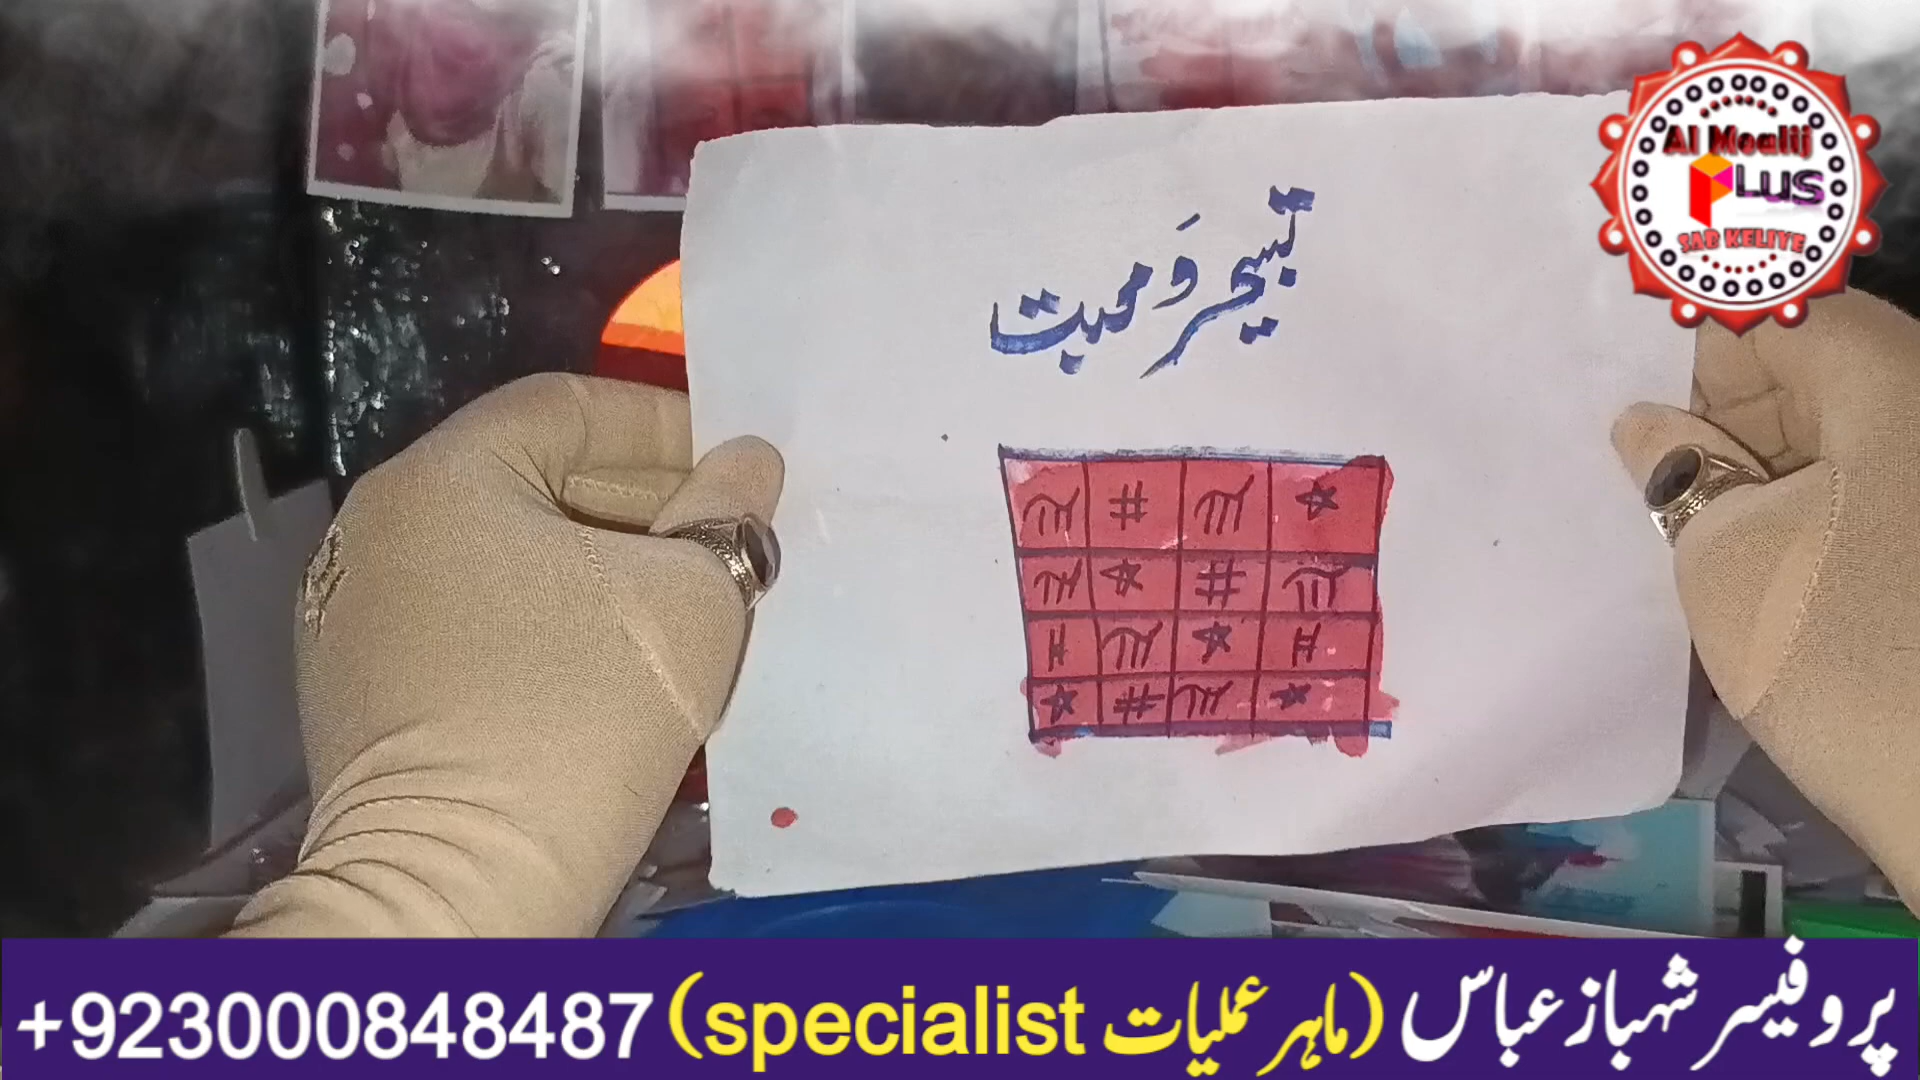 Al Moalij
PLUS
SAB KELIYE
تسخیر و محبت
پروفیسر شہباز عباس (ماہر عملیات specialist) +923000848487